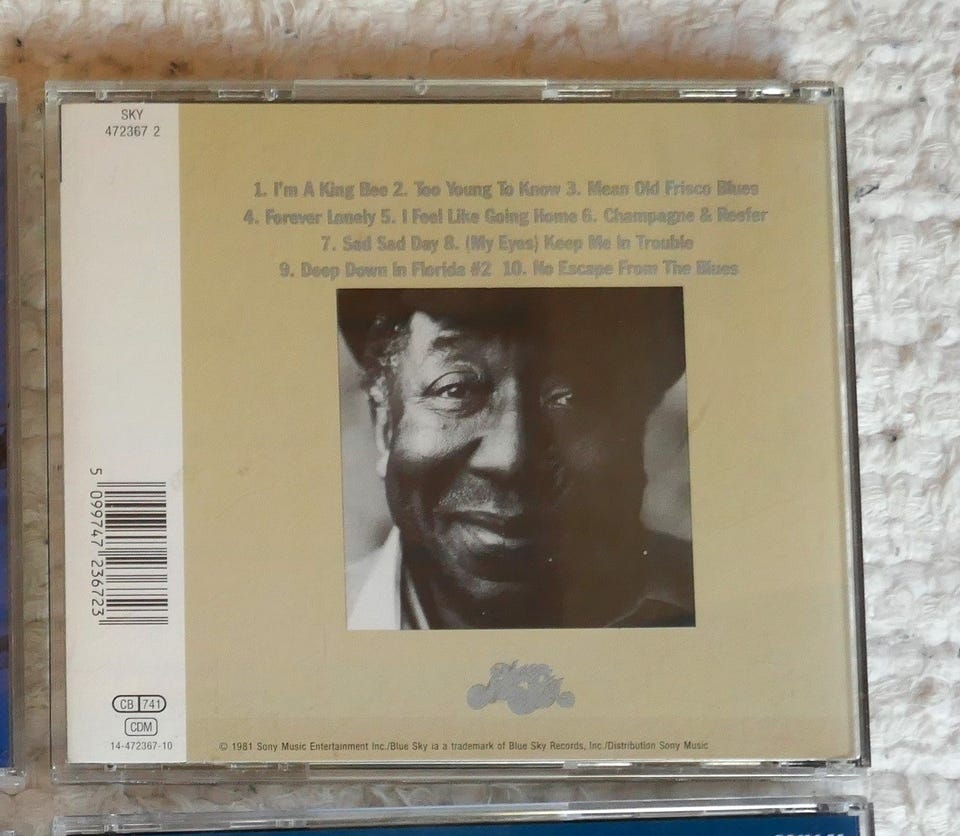 SKY
472367 2
1. I'm A King Bee 2. Too Young To Know 3. Mean Old Frisco Blues
4. Forever Lonely 5. I Feel Like Going Home 6. Champagne & Reefer
7. Sad Sad Day 8. (My Eyes) Keep Me In Trouble
9. Deep Down In Florida #2 10. No Escape From The Blues
5 099747 236723
CB 741
CDM
14-472367-10
© 1981 Sony Music Entertainment Inc./Blue Sky is a trademark of Blue Sky Records, Inc./Distribution Sony Music